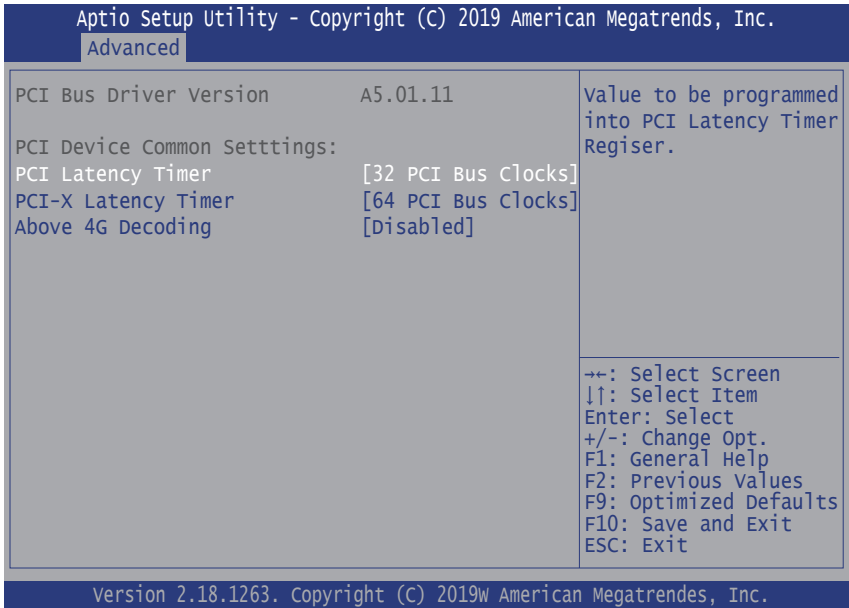 Aptio Setup Utility - Copyright (C) 2019 American Megatrends, Inc.
Advanced
PCI Bus Driver Version A5.01.11
PCI Device Common Setttings:
PCI Latency Timer [32 PCI Bus Clocks]
PCI-X Latency Timer [64 PCI Bus Clocks]
Above 4G Decoding [Disabled]
Value to be programmed
into PCI Latency Timer
Regiser.
→←: Select Screen
↓↑: Select Item
Enter: Select
+/-: Change Opt.
F1: General Help
F2: Previous Values
F9: Optimized Defaults
F10: Save and Exit
ESC: Exit
Version 2.18.1263. Copyright (C) 2019W American Megatrendes, Inc.